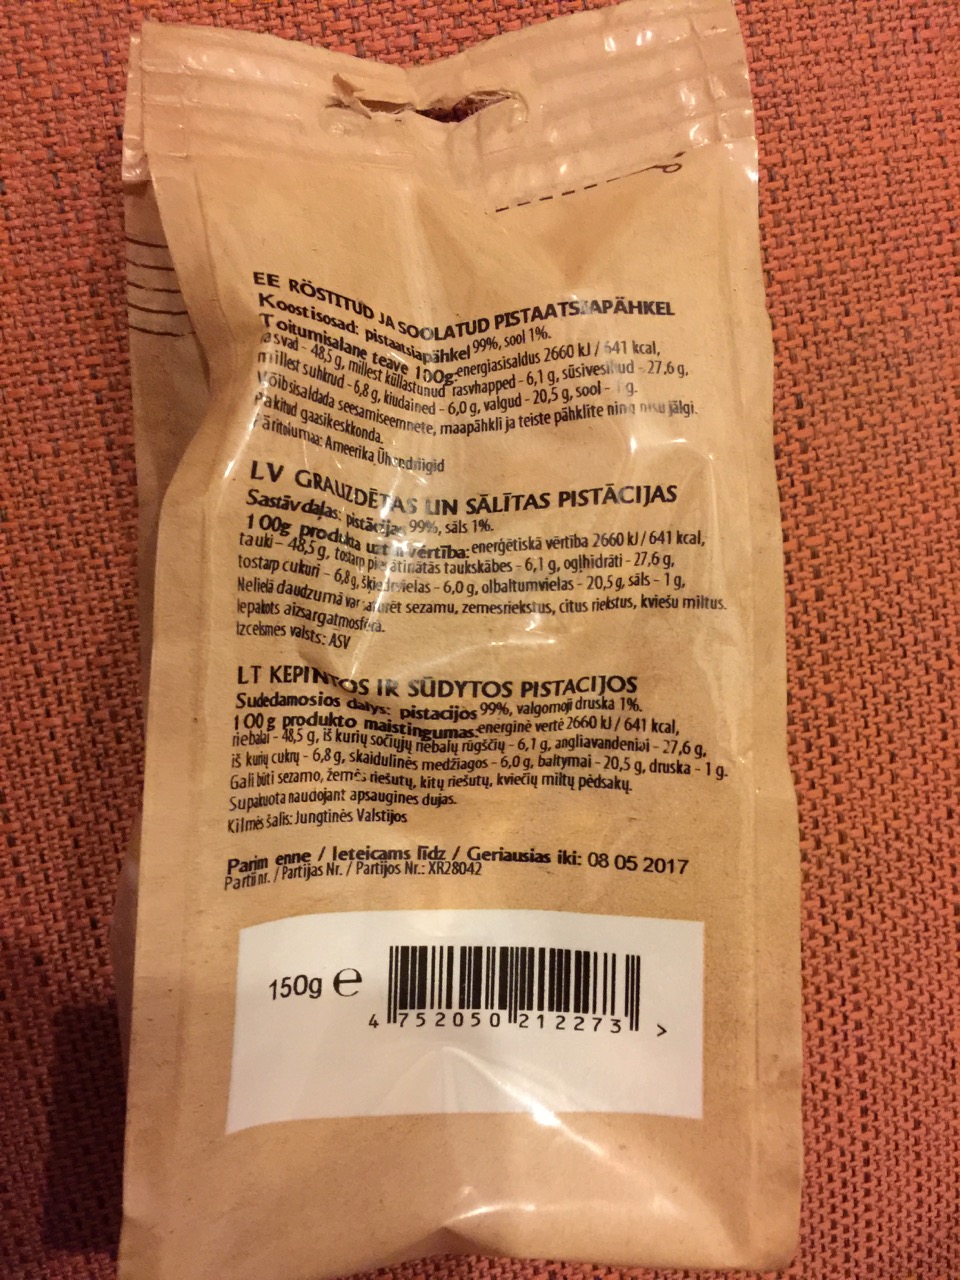 EE RÖSTITUD JA SOOLATUD PISTAATSIAPÄHKEL
Koostisosad: pistaatsiapähkel 99%, sool 1%.
Toitumisalane teave 100g: energiasisaldus 2660 kJ / 641 kcal,
rasvad - 48,5 g, millest küllastunud rasvhapped - 6,1 g, süsivesikud - 27,6 g,
millest suhkrud - 6,8 g, kiudained - 6,0 g, valgud - 20,5 g, sool - 1 g.
Võib sisaldada seesamiseemnete, maapähkli ja teiste pähklite ning nisu jälgi.
Pakitud gaasikeskkonda.
Päritolumaa: Ameerika Ühendriigid
LV GRAUZDĒTAS UN SĀLĪTAS PISTĀCIJAS
Sastāvdaļas: pistācijas 99%, sāls 1%.
100g produkta uzturvērtība: enerģētiskā vērtība 2660 kJ / 641 kcal,
tauki - 48,5 g, tostarp piesātinātās taukskābes - 6,1 g, ogļhidrāti - 27,6 g,
tostarp cukuri - 6,8 g, šķiedrvielas - 6,0 g, olbaltumvielas - 20,5 g, sāls - 1 g,
Nelielā daudzumā var saturēt sezamu, zemesriekstus, citus riekstus, kviešu miltus.
Iepakots aizsargatmosfērā.
Izcelsmes valsts: ASV
LT KEPINTOS IR SŪDYTOS PISTACIJOS
Sudedamosios dalys: pistacijos 99%, valgomoji druska 1%.
100 g produkto maistingumas: energinė vertė 2660 kJ / 641 kcal,
riebalai - 48,5 g, iš kurių sočiųjų riebalų rūgščių - 6,1 g, angliavandeniai - 27,6 g,
iš kurių cukrų - 6,8 g, skaidulinės medžiagos - 6,0 g, baltymai - 20,5 g, druska - 1 g.
Gali būti sezamo, žemės riešutų, kitų riešutų, kviečių miltų pėdsakų.
Supakuota naudojant apsaugines dujas.
Kilmės šalis: Jungtinės Valstijos
Parim enne / Ieteicams līdz / Geriausias iki: 08 05 2017
Partii nr. / Partijas Nr. / Partijos Nr.: XR28042
150g ℮
4 752050 212273 >